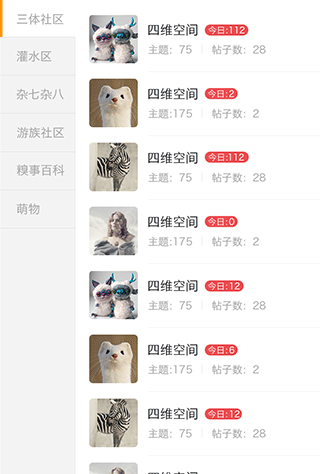 三体社区
灌水区
杂七杂八
游族社区
糗事百科
萌物
四维空间 今日:112
主题: 75 帖子数: 28
四维空间 今日:2
主题:175 帖子数: 2
四维空间 今日:112
主题: 75 帖子数: 28
四维空间 今日:0
主题:175 帖子数: 2
四维空间 今日:12
主题: 75 帖子数: 28
四维空间 今日:6
主题:175 帖子数: 2
四维空间 今日:12
主题: 75 帖子数: 28